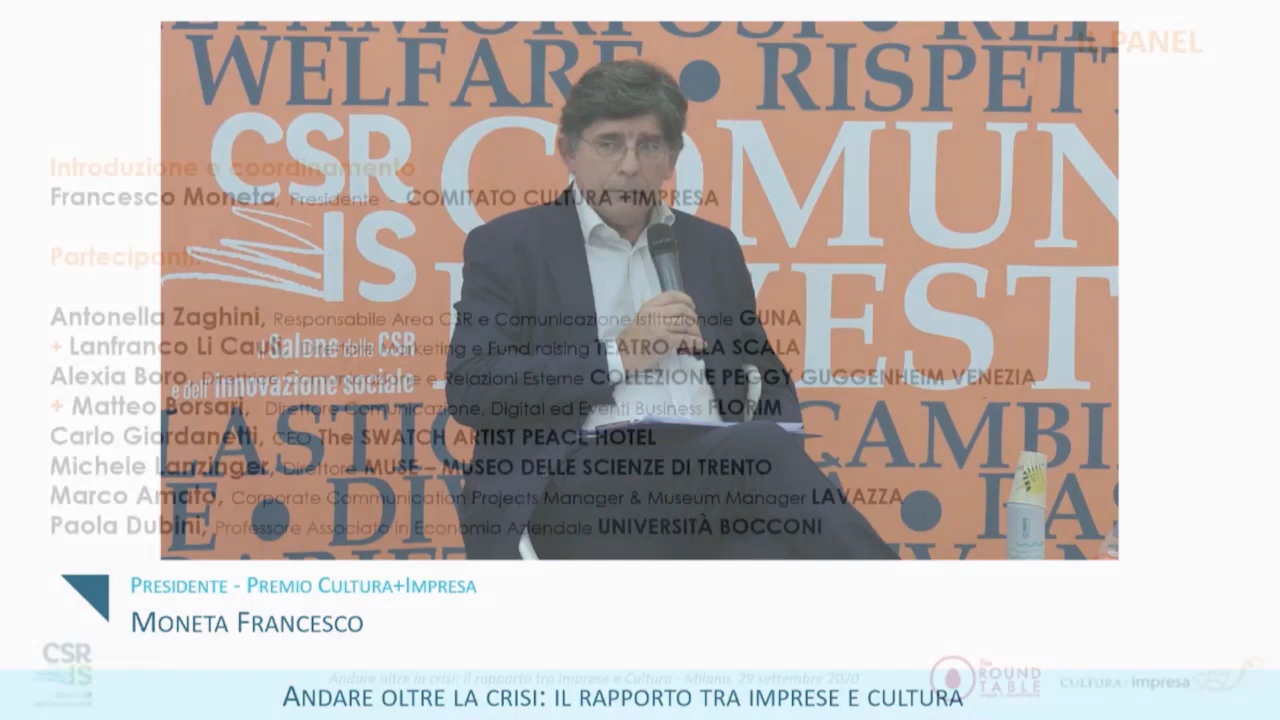 IL PANEL
WELFARE • RISPETT
CSR
IS
COMUN
VEST
Introduzione e coordinamento
Francesco Moneta, Presidente - COMITATO CULTURA +IMPRESA
Partecipanti:
Antonella Zaghini, Responsabile Area CSR e Comunicazione Istituzionale GUNA
+ Lanfranco Li Marketing e Fund raising TEATRO ALLA SCALA
il Salone della CSR
Alexia Boro, Direttrice Comunicazione e Relazioni Esterne COLLEZIONE PEGGY GUGGENHEIM VENEZIA
e dell'innovazione sociale
+ Matteo Borsari, Direttore Comunicazione, Digital ed Eventi Business FLORIM
Carlo Giordanetti, CEO The SWATCH ARTIST PEACE HOTEL
Michele Lanzinger, Direttore MUSE – MUSEO DELLE SCIENZE DI TRENTO
Marco Amato, Corporate Communication Projects Manager & Museum Manager LAVAZZA
Paola Dubini, Professore Associato in Economia Aziendale UNIVERSITÀ BOCCONI
PRESIDENTE - PREMIO CULTURA+IMPRESA
MONETA FRANCESCO
CSR
IS
Andare oltre la crisi: il rapporto tra imprese e Cultura - Milano, 29 settembre 2020
The ROUND TABLE
CULTURA + impresa
ANDARE OLTRE LA CRISI: IL RAPPORTO TRA IMPRESE E CULTURA